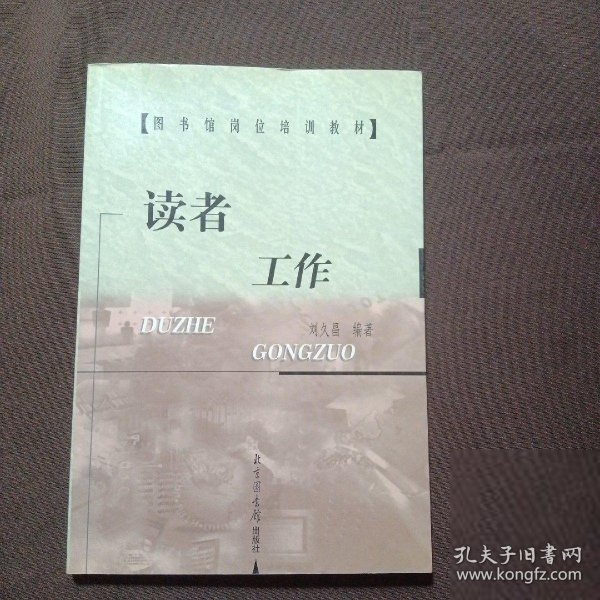 【图书馆岗位培训教材】
读者
工作
DUZHE
刘久昌 编著
GONGZUO
北京图书馆出版社
孔夫子旧书网
www.kongfz.com